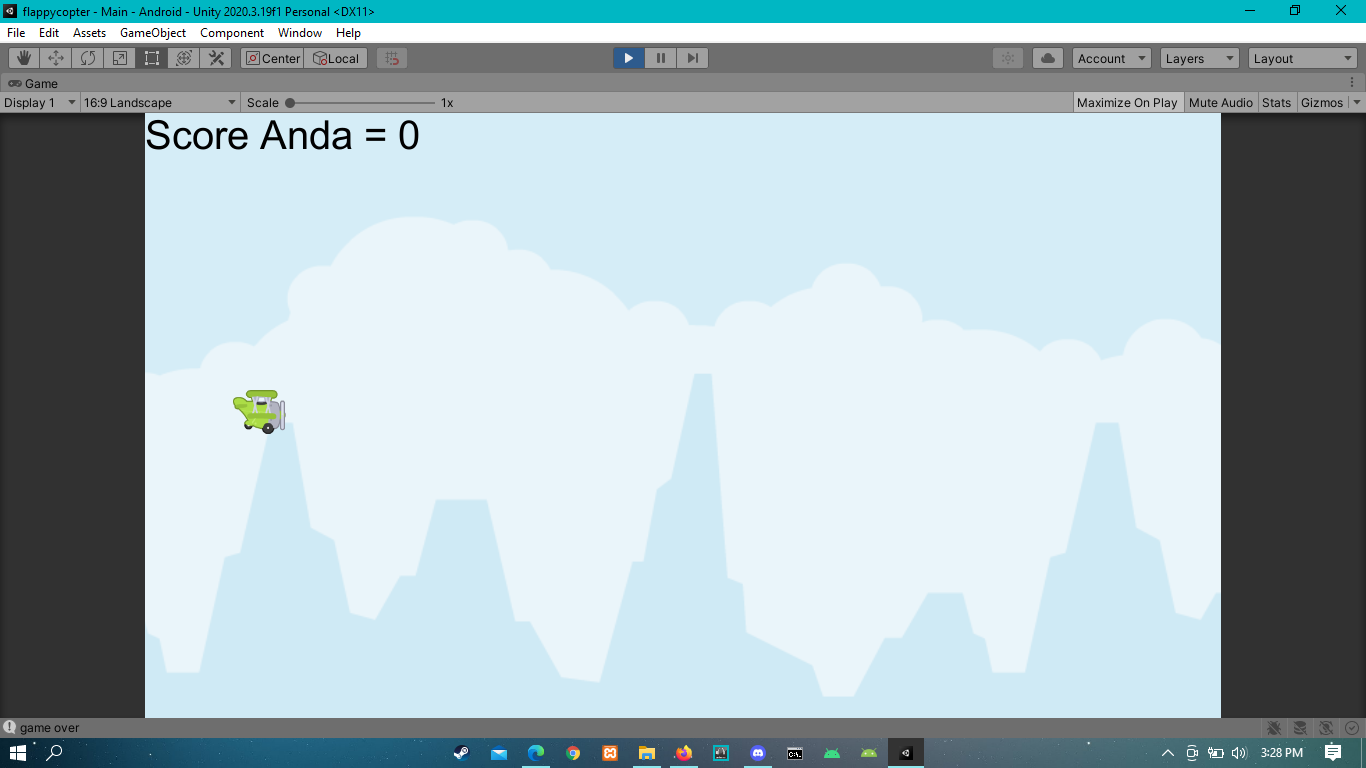 flappycopter - Main - Android - Unity 2020.3.19f1 Personal <DX11>
File Edit Assets GameObject Component Window Help
Center Local Account Layers Layout
Game
Display 1 16:9 Landscape Scale 1x Maximize On Play Mute Audio Stats Gizmos
Score Anda = 0
game over
3:28 PM